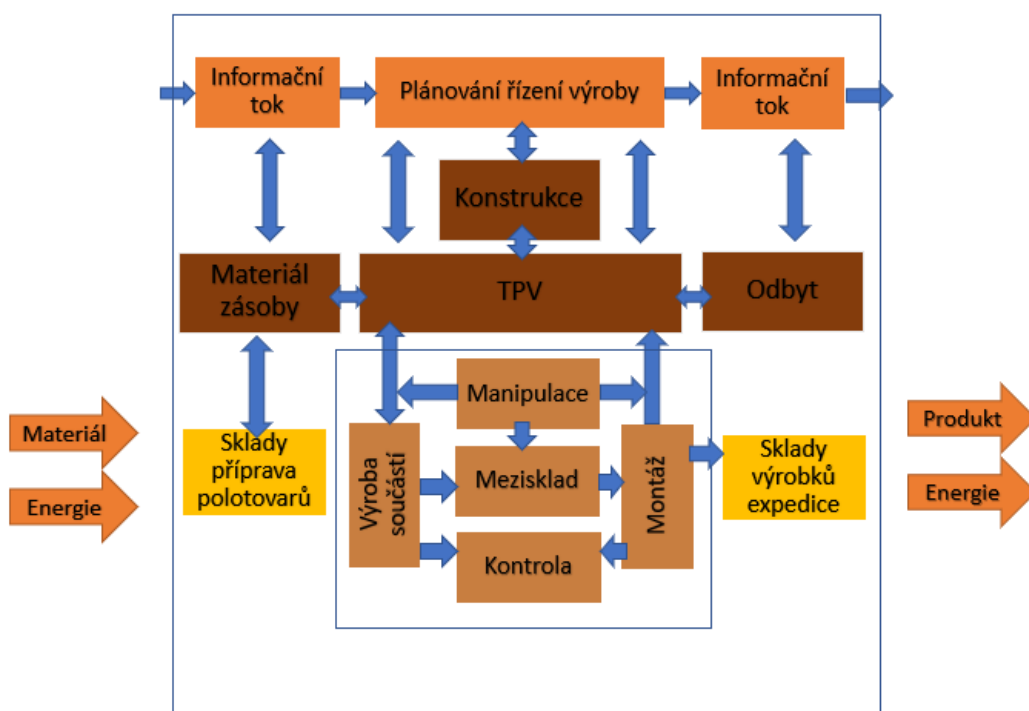 Informační
tok
Plánování řízení výroby
Informační
tok
Konstrukce
Materiál
zásoby
TPV
Odbyt
Materiál
Energie
Sklady
příprava
polotovarů
Výroba
součástí
Manipulace
Mezisklad
Kontrola
Montáž
Sklady
výrobků
expedice
Produkt
Energie